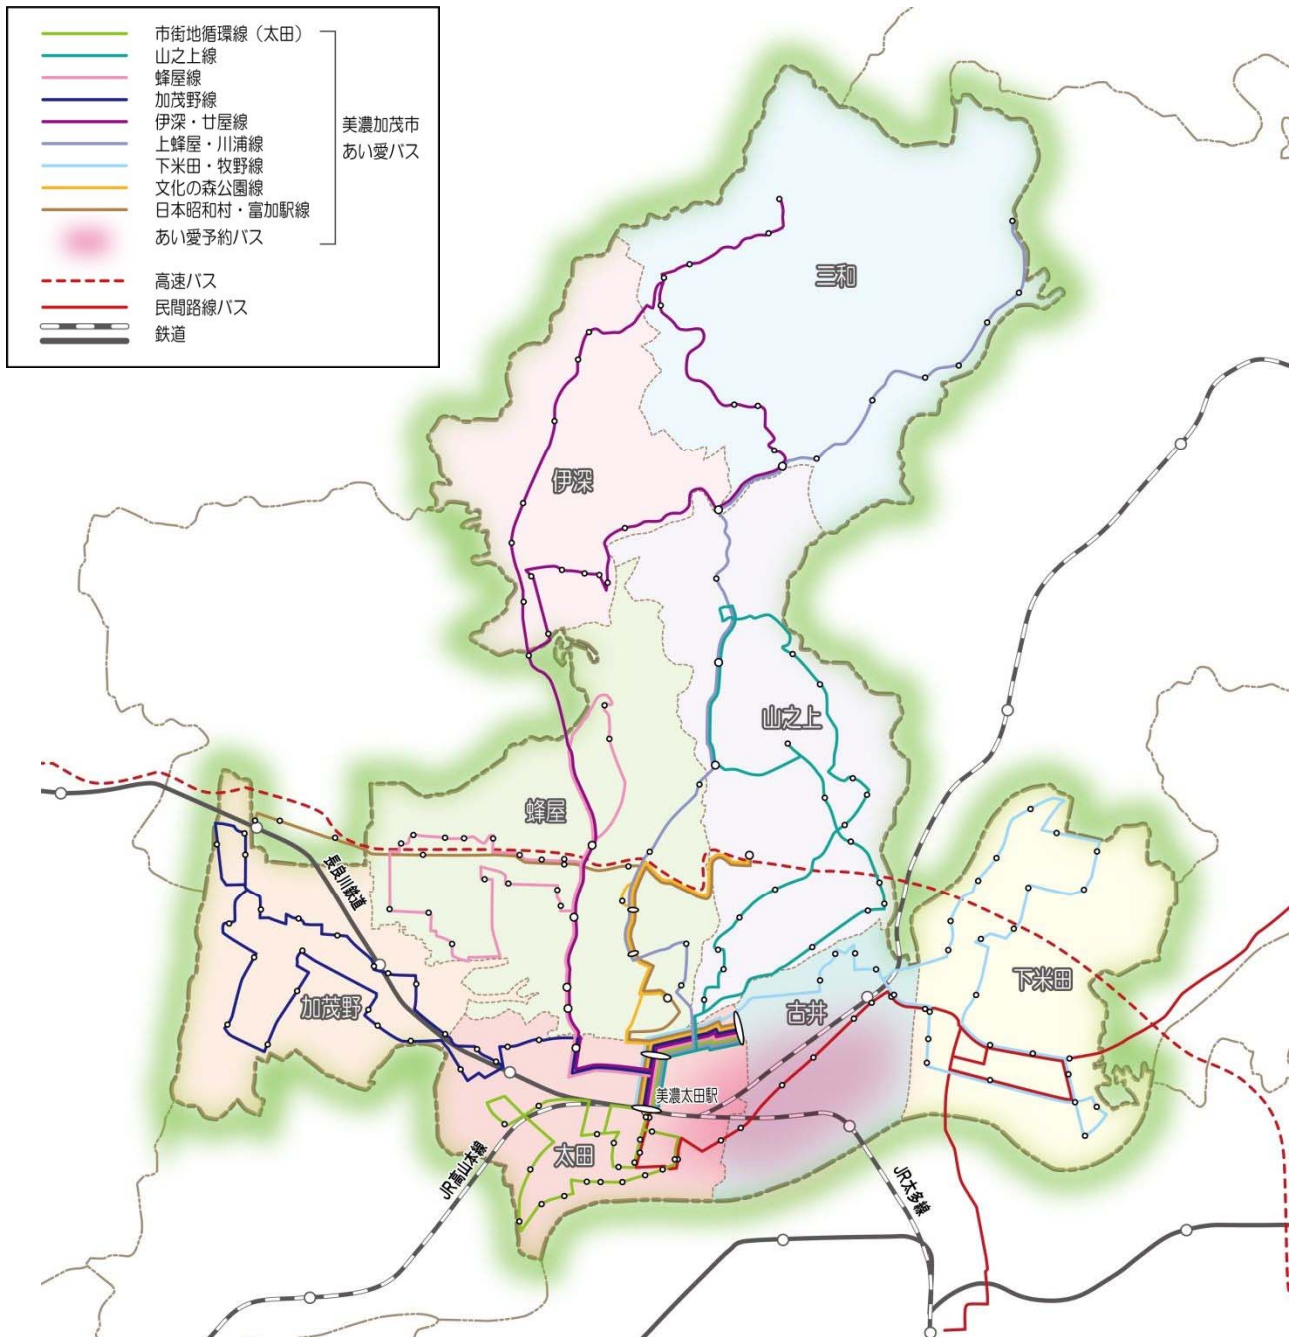 市街地循環線（太田）
山之上線
蜂屋線
加茂野線
伊深・廿屋線
上蜂屋・川浦線
下米田・牧野線
文化の森公園線
日本昭和村・富加駅線
あい愛予約バス
美濃加茂市
あい愛バス
高速バス
民間路線バス
鉄道
三和
伊深
山之上
蜂屋
長良川鉄道
加茂野
下米田
古井
美濃太田駅
太田
JR高山本線
JR太多線